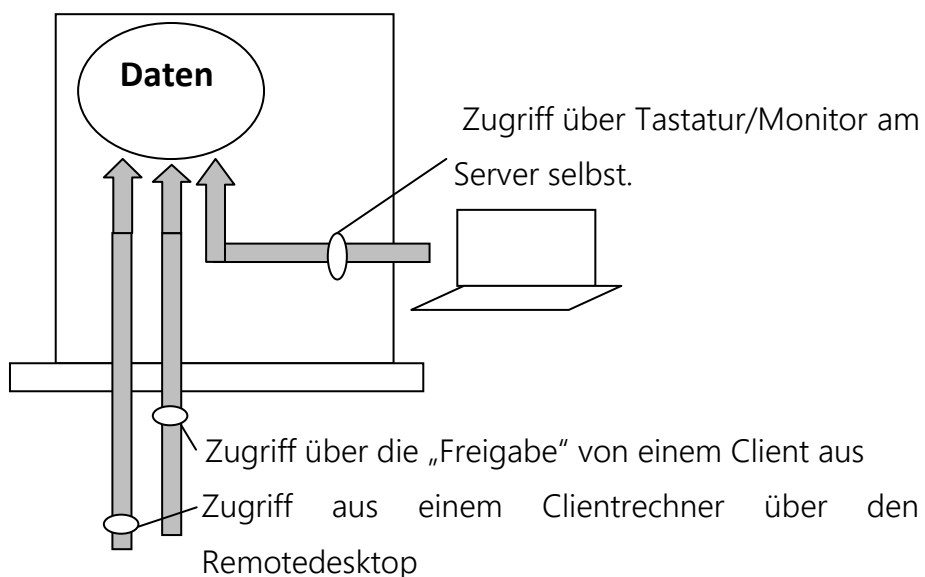 Daten
Zugriff über Tastatur/Monitor am
Server selbst.
Zugriff über die „Freigabe“ von einem Client aus
Zugriff aus einem Clientrechner über den
Remotedesktop